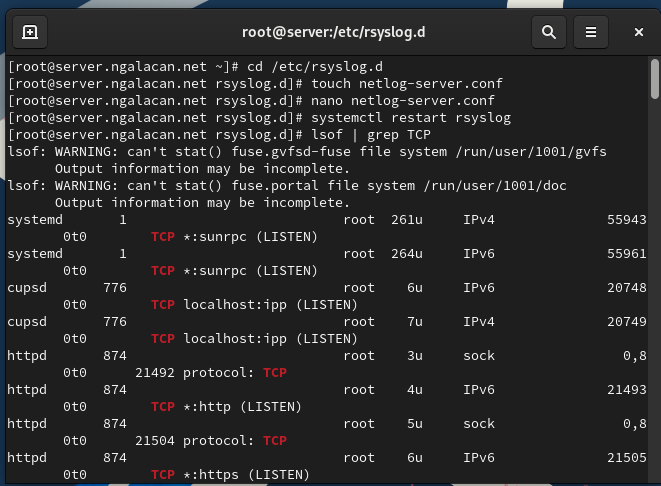 root@server:/etc/rsyslog.d
[root@server.ngalacan.net ~]# cd /etc/rsyslog.d
[root@server.ngalacan.net rsyslog.d]# touch netlog-server.conf
[root@server.ngalacan.net rsyslog.d]# nano netlog-server.conf
[root@server.ngalacan.net rsyslog.d]# systemctl restart rsyslog
[root@server.ngalacan.net rsyslog.d]# lsof | grep TCP
lsof: WARNING: can't stat() fuse.gvfsd-fuse file system /run/user/1001/gvfs
      Output information may be incomplete.
lsof: WARNING: can't stat() fuse.portal file system /run/user/1001/doc
      Output information may be incomplete.
systemd       1                           root  261u     IPv4              55943
       0t0        TCP *:sunrpc (LISTEN)
systemd       1                           root  264u     IPv6              55961
       0t0        TCP *:sunrpc (LISTEN)
cupsd       776                           root    6u     IPv6              20748
       0t0        TCP localhost:ipp (LISTEN)
cupsd       776                           root    7u     IPv4              20749
       0t0        TCP localhost:ipp (LISTEN)
httpd       874                           root    3u     sock                0,8
       0t0      21492 protocol: TCP
httpd       874                           root    4u     IPv6              21493
       0t0        TCP *:http (LISTEN)
httpd       874                           root    5u     sock                0,8
       0t0      21504 protocol: TCP
httpd       874                           root    6u     IPv6              21505
       0t0        TCP *:https (LISTEN)